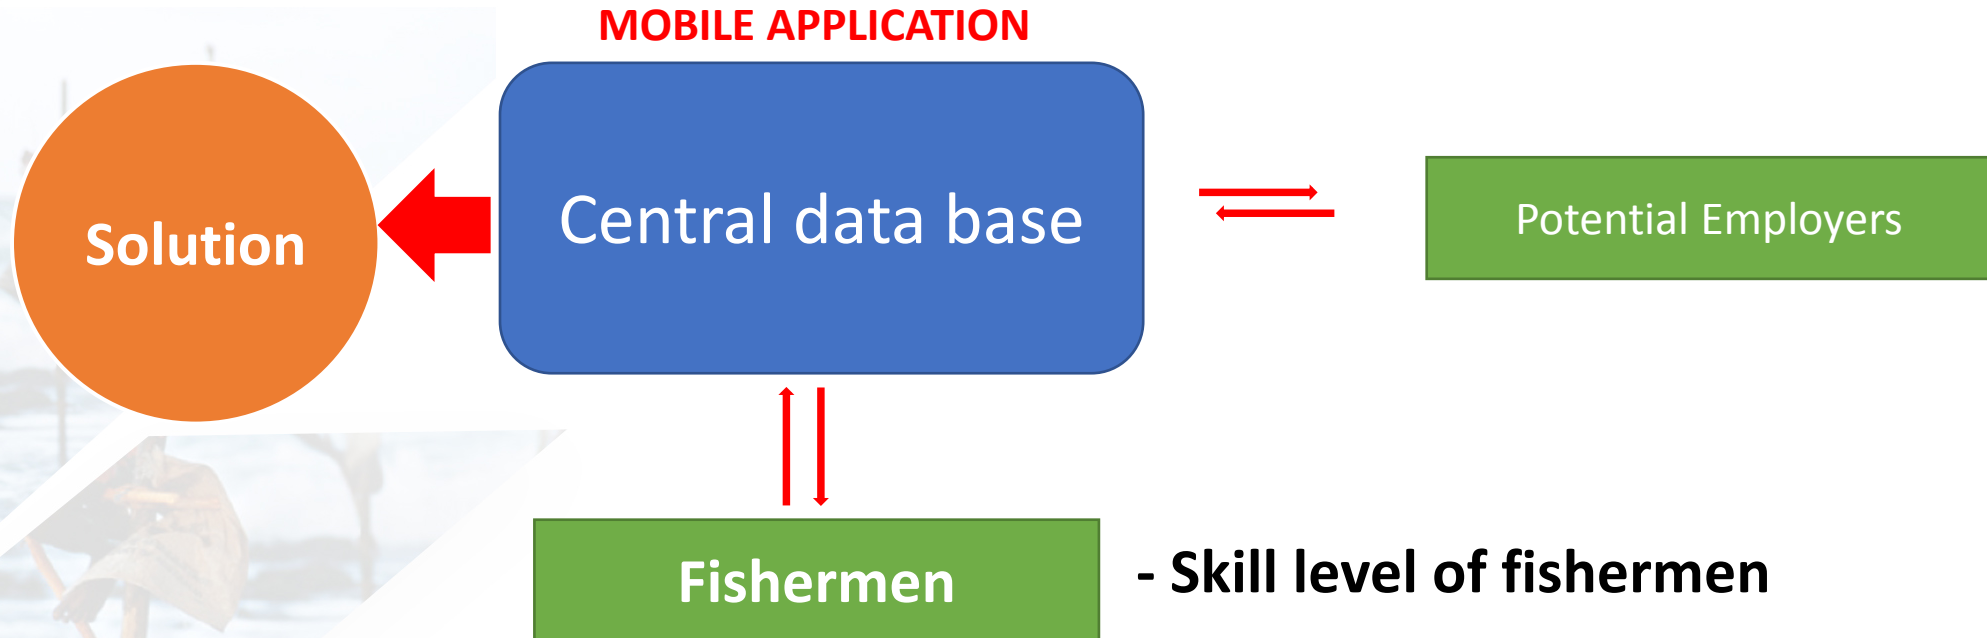 MOBILE APPLICATION
Solution
Central data base
Potential Employers
Fishermen
- Skill level of fishermen